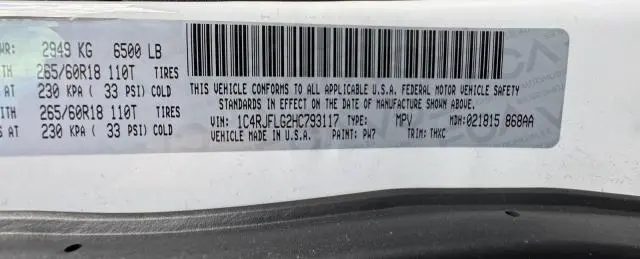 WR: 2949 KG 6500 LB
TH 265/60R18 110T TIRES
S AT 230 KPA ( 33 PSI) COLD
ITH 265/60R18 110T TIRES
S AT 230 KPA ( 33 PSI) COLD
THIS VEHICLE CONFORMS TO ALL APPLICABLE U.S.A. FEDERAL MOTOR VEHICLE SAFETY
STANDARDS IN EFFECT ON THE DATE OF MANUFACTURE SHOWN ABOVE.
VIN: 1C4RJFLG2HC793117 TYPE: MPV MDH:021815 868AA
VEHICLE MADE IN U.S.A. PAINT: PW7 TRIM: THXC